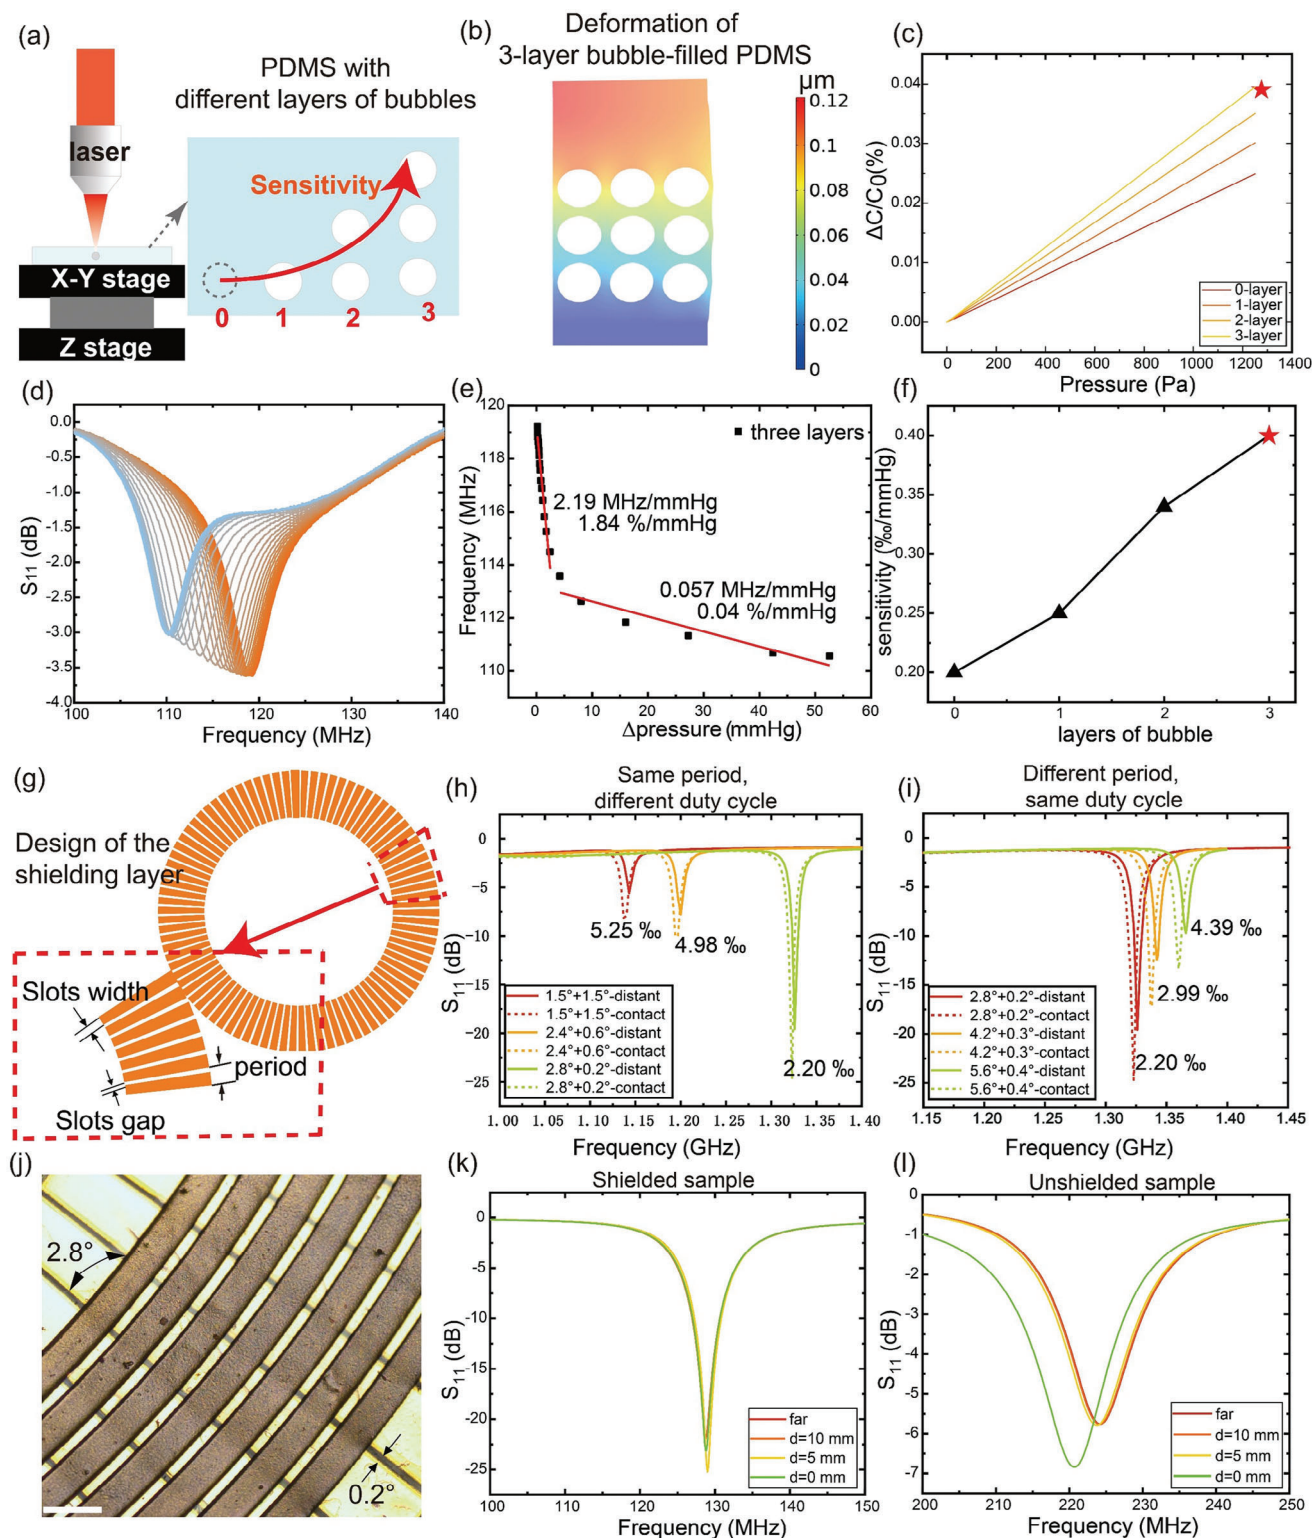 (a)
laser
PDMS with
different layers of bubbles
Sensitivity
0
1
2
3
X-Y stage
Z stage
(b)
Deformation of
3-layer bubble-filled PDMS
μm
0.12
0.1
0.08
0.06
0.04
0.02
0
(c)
ΔC/C₀(%)
0.04
0.03
0.02
0.01
0.00
0-layer
1-layer
2-layer
3-layer
0 200 400 600 800 1000 1200 1400
Pressure (Pa)
(d)
S₁₁ (dB)
0.0
-0.5
-1.0
-1.5
-2.0
-2.5
-3.0
-3.5
-4.0
100 110 120 130 140
Frequency (MHz)
(e)
Frequency (MHz)
120
118
116
114
112
110
three layers
2.19 MHz/mmHg
1.84 %/mmHg
0.057 MHz/mmHg
0.04 %/mmHg
0 10 20 30 40 50 60
Δpressure (mmHg)
(f)
sensitivity (‰/mmHg)
0.40
0.35
0.30
0.25
0.20
0 1 2 3
layers of bubble
(g)
Design of the
shielding layer
Slots width
period
Slots gap
(h)
Same period,
different duty cycle
S₁₁ (dB)
0
-5
-10
-15
-20
-25
5.25 ‰
4.98 ‰
2.20 ‰
1.5°+1.5°-distant
1.5°+1.5°-contact
2.4°+0.6°-distant
2.4°+0.6°-contact
2.8°+0.2°-distant
2.8°+0.2°-contact
1.00 1.05 1.10 1.15 1.20 1.25 1.30 1.35 1.40
Frequency (GHz)
(i)
Different period,
same duty cycle
S₁₁ (dB)
0
-5
-10
-15
-20
-25
4.39 ‰
2.99 ‰
2.20 ‰
2.8°+0.2°-distant
2.8°+0.2°-contact
4.2°+0.3°-distant
4.2°+0.3°-contact
5.6°+0.4°-distant
5.6°+0.4°-contact
1.15 1.20 1.25 1.30 1.35 1.40 1.45
Frequency (GHz)
(j)
2.8°
0.2°
(k)
Shielded sample
S₁₁ (dB)
0
-5
-10
-15
-20
-25
far
d=10 mm
d=5 mm
d=0 mm
100 110 120 130 140 150
Frequency (MHz)
(l)
Unshielded sample
S₁₁ (dB)
0
-1
-2
-3
-4
-5
-6
-7
far
d=10 mm
d=5 mm
d=0 mm
200 210 220 230 240 250
Frequency (MHz)